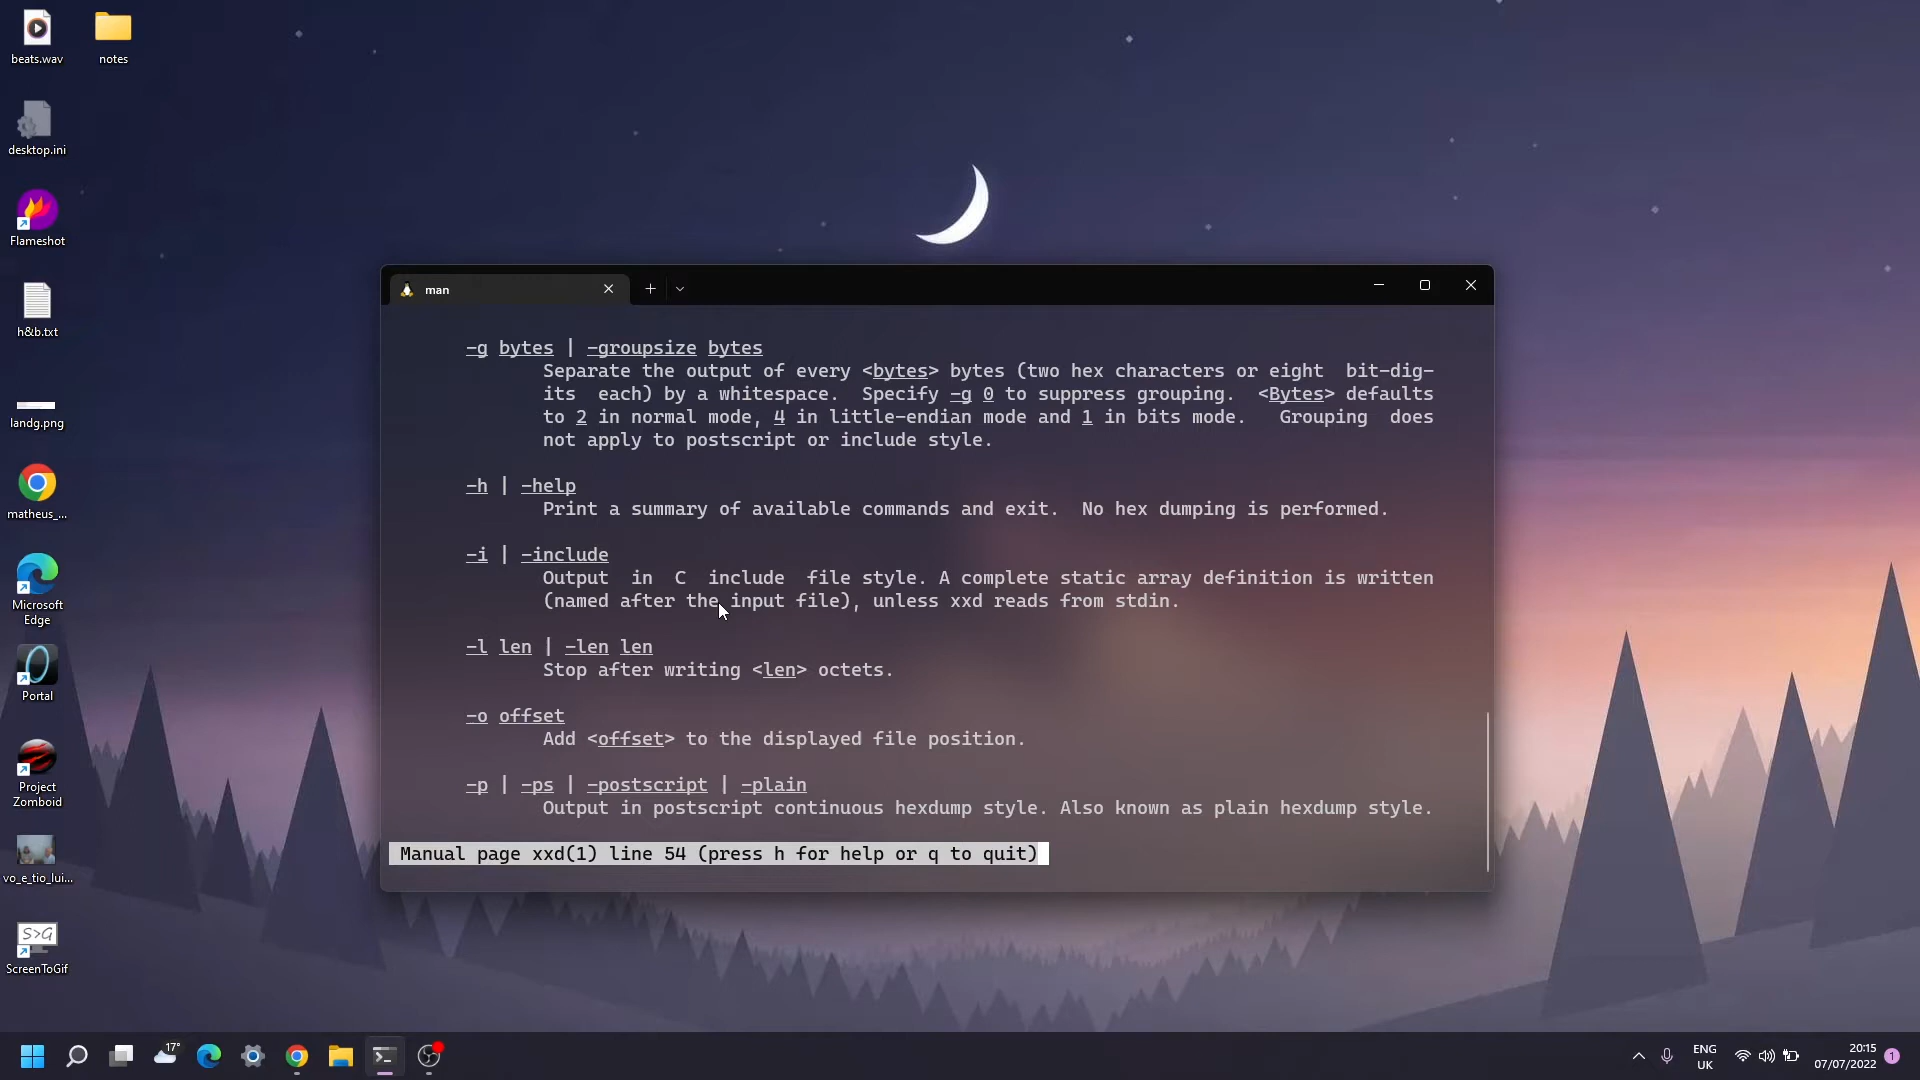 beats.wav
notes
desktop.ini
Flameshot
h&b.txt
landg.png
matheus_...
Microsoft
Edge
Portal
Project
Zomboid
vo_e_tio_lui...
S>G
ScreenToGif
man
-g bytes | -groupsize bytes
Separate the output of every <bytes> bytes (two hex characters or eight bit-dig-
its each) by a whitespace. Specify -g 0 to suppress grouping. <Bytes> defaults
to 2 in normal mode, 4 in little-endian mode and 1 in bits mode. Grouping does
not apply to postscript or include style.
-h | -help
Print a summary of available commands and exit. No hex dumping is performed.
-i | -include
Output in C include file style. A complete static array definition is written
(named after the input file), unless xxd reads from stdin.
-l len | -len len
Stop after writing <len> octets.
-o offset
Add <offset> to the displayed file position.
-p | -ps | -postscript | -plain
Output in postscript continuous hexdump style. Also known as plain hexdump style.
Manual page xxd(1) line 54 (press h for help or q to quit)
17°
ENG
UK
20:15
07/07/2022
1